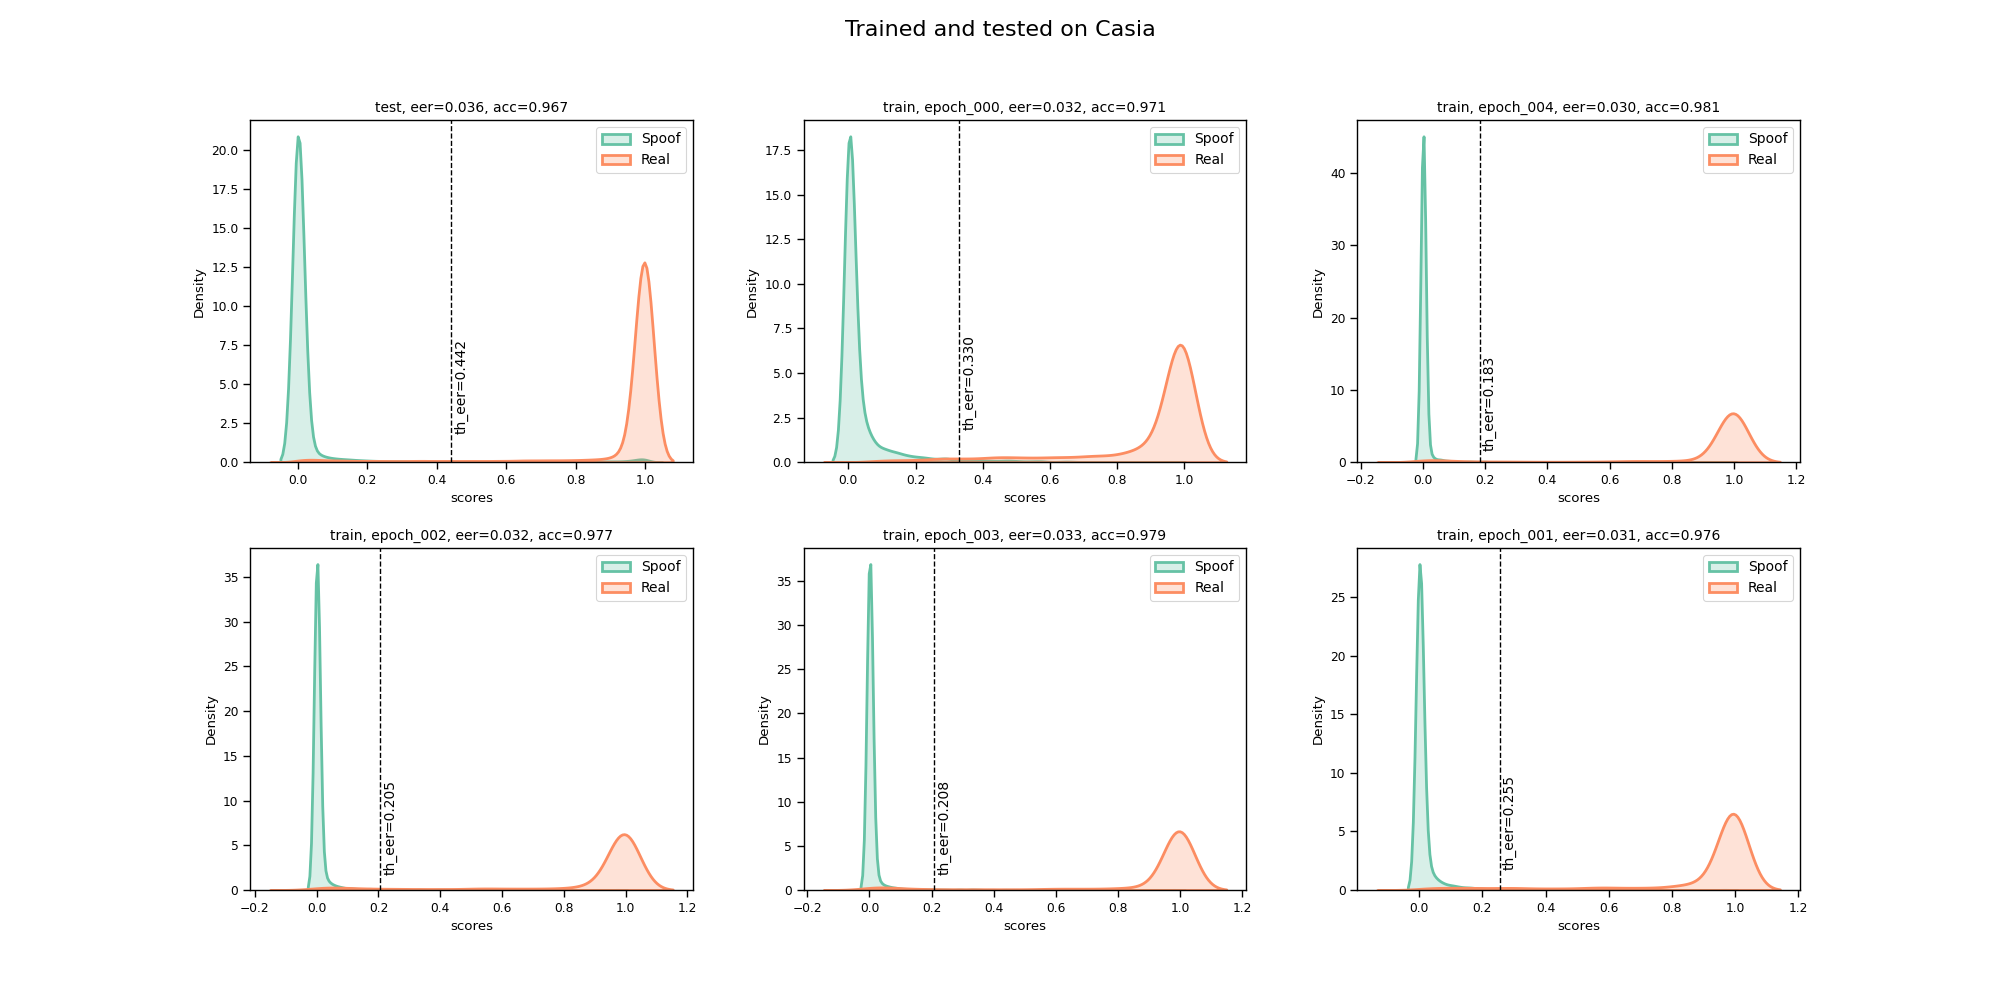 Trained and tested on Casia
test, eer=0.036, acc=0.967
Spoof
Real
th_eer=0.442
Density
20.0
17.5
15.0
12.5
10.0
7.5
5.0
2.5
0.0
0.0 0.2 0.4 0.6 0.8 1.0
scores
train, epoch_000, eer=0.032, acc=0.971
Spoof
Real
th_eer=0.330
Density
17.5
15.0
12.5
10.0
7.5
5.0
2.5
0.0
0.0 0.2 0.4 0.6 0.8 1.0
scores
train, epoch_004, eer=0.030, acc=0.981
Spoof
Real
th_eer=0.183
Density
40
30
20
10
0
−0.2 0.0 0.2 0.4 0.6 0.8 1.0 1.2
scores
train, epoch_002, eer=0.032, acc=0.977
Spoof
Real
th_eer=0.205
Density
35
30
25
20
15
10
5
0
−0.2 0.0 0.2 0.4 0.6 0.8 1.0 1.2
scores
train, epoch_003, eer=0.033, acc=0.979
Spoof
Real
th_eer=0.208
Density
35
30
25
20
15
10
5
0
−0.2 0.0 0.2 0.4 0.6 0.8 1.0 1.2
scores
train, epoch_001, eer=0.031, acc=0.976
Spoof
Real
th_eer=0.255
Density
25
20
15
10
5
0
0.0 0.2 0.4 0.6 0.8 1.0 1.2
scores